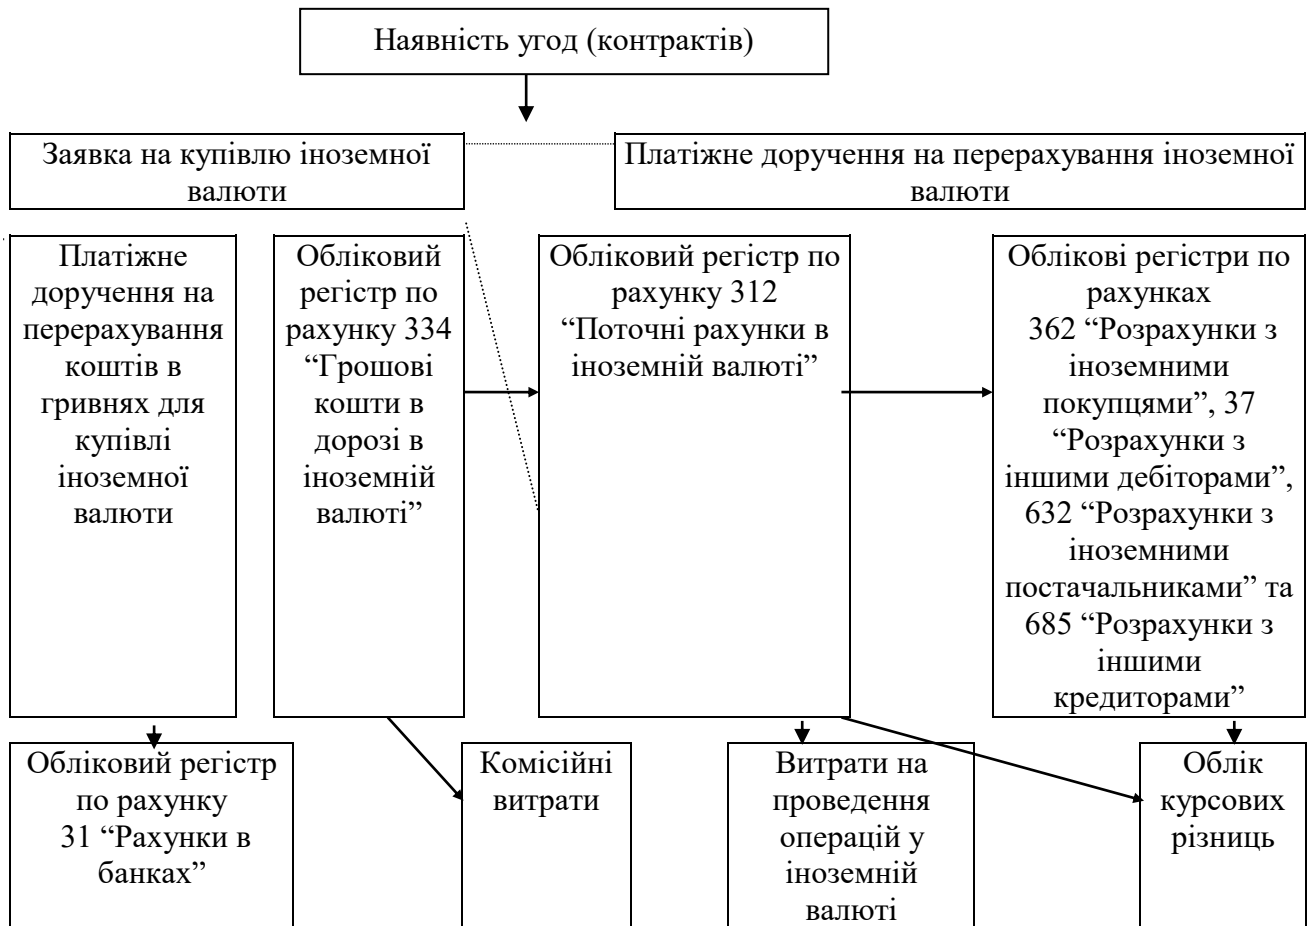 Наявність угод (контрактів)
Заявка на купівлю іноземної
валюти
Платіжне доручення на перерахування іноземної
валюти
Платіжне
доручення на
перерахування
коштів в
гривнях для
купівлі
іноземної
валюти
Обліковий
регістр по
рахунку 334
“Грошові
кошти в
дорозі в
іноземній
валюті”
Обліковий регістр по
рахунку 312
“Поточні рахунки в
іноземній валюті”
Облікові регістри по
рахунках
362 “Розрахунки з
іноземними
покупцями”, 37
“Розрахунки з
іншими дебіторами”,
632 “Розрахунки з
іноземними
постачальниками” та
685 “Розрахунки з
іншими
кредиторами”
Обліковий регістр
по рахунку
31 “Рахунки в
банках”
Комісійні
витрати
Витрати на
проведення
операцій у
іноземній
валюті
Облік
курсових
різниць